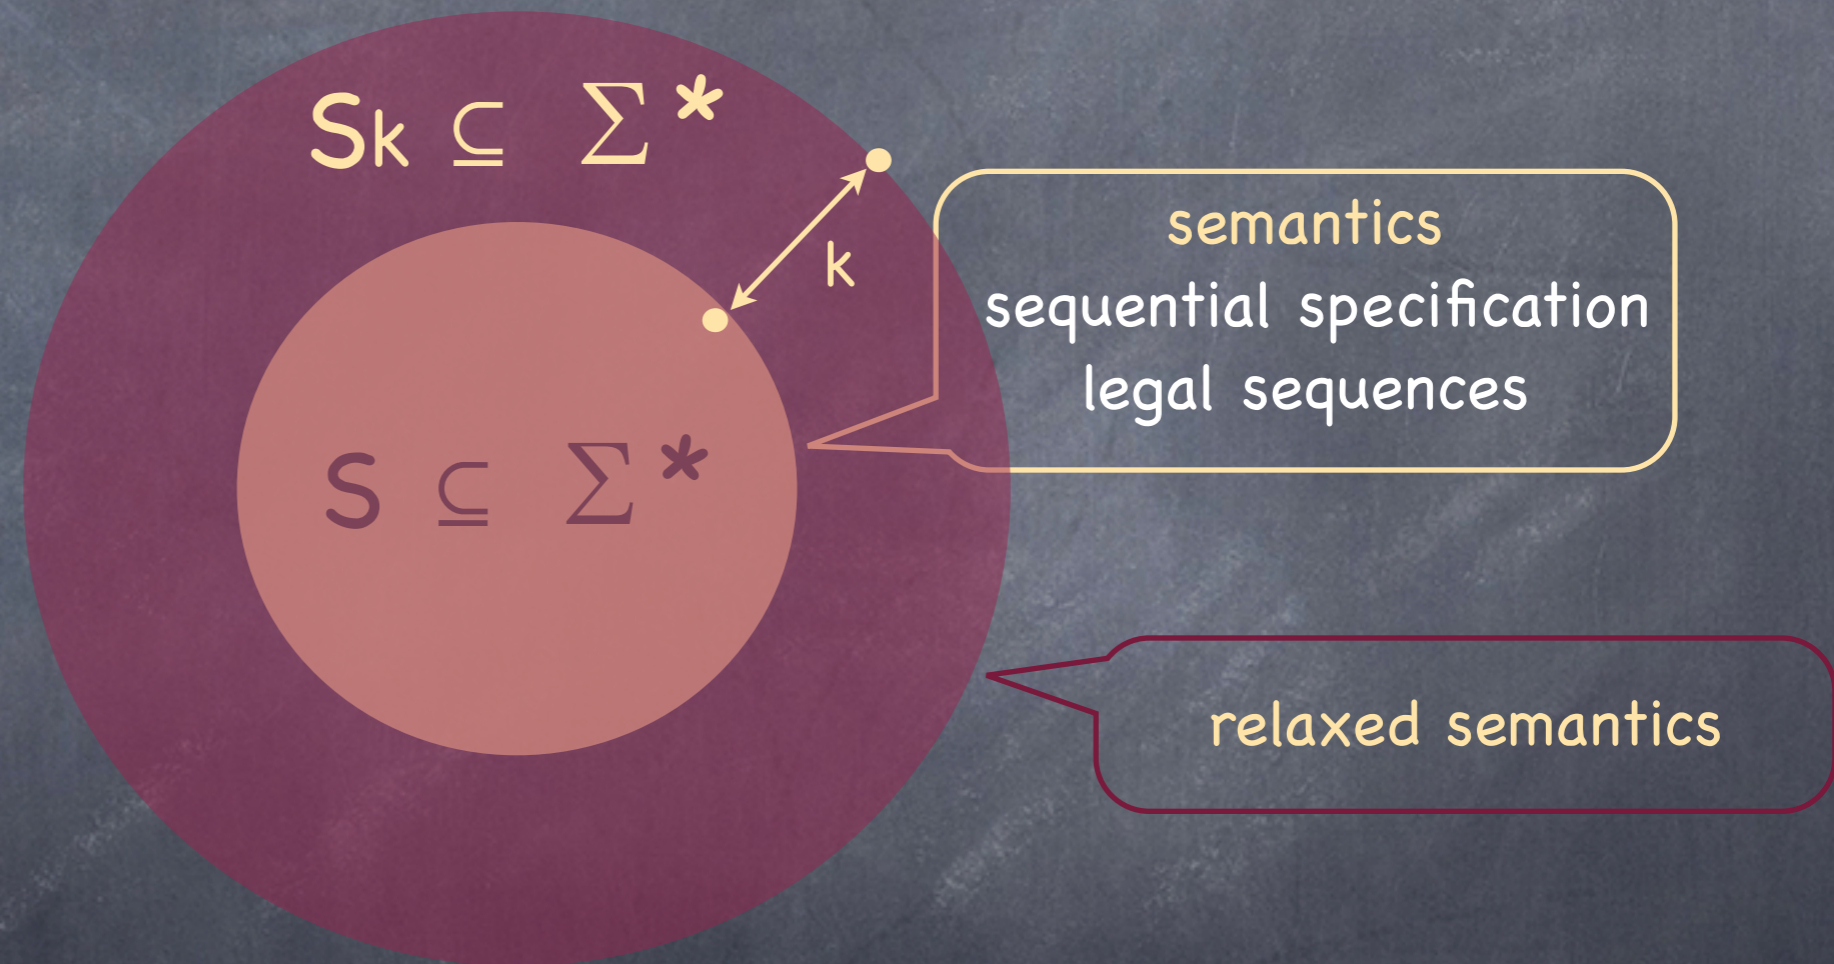 Sk ⊆ Σ*
k
S ⊆ Σ*
semantics
sequential specification
legal sequences
relaxed semantics